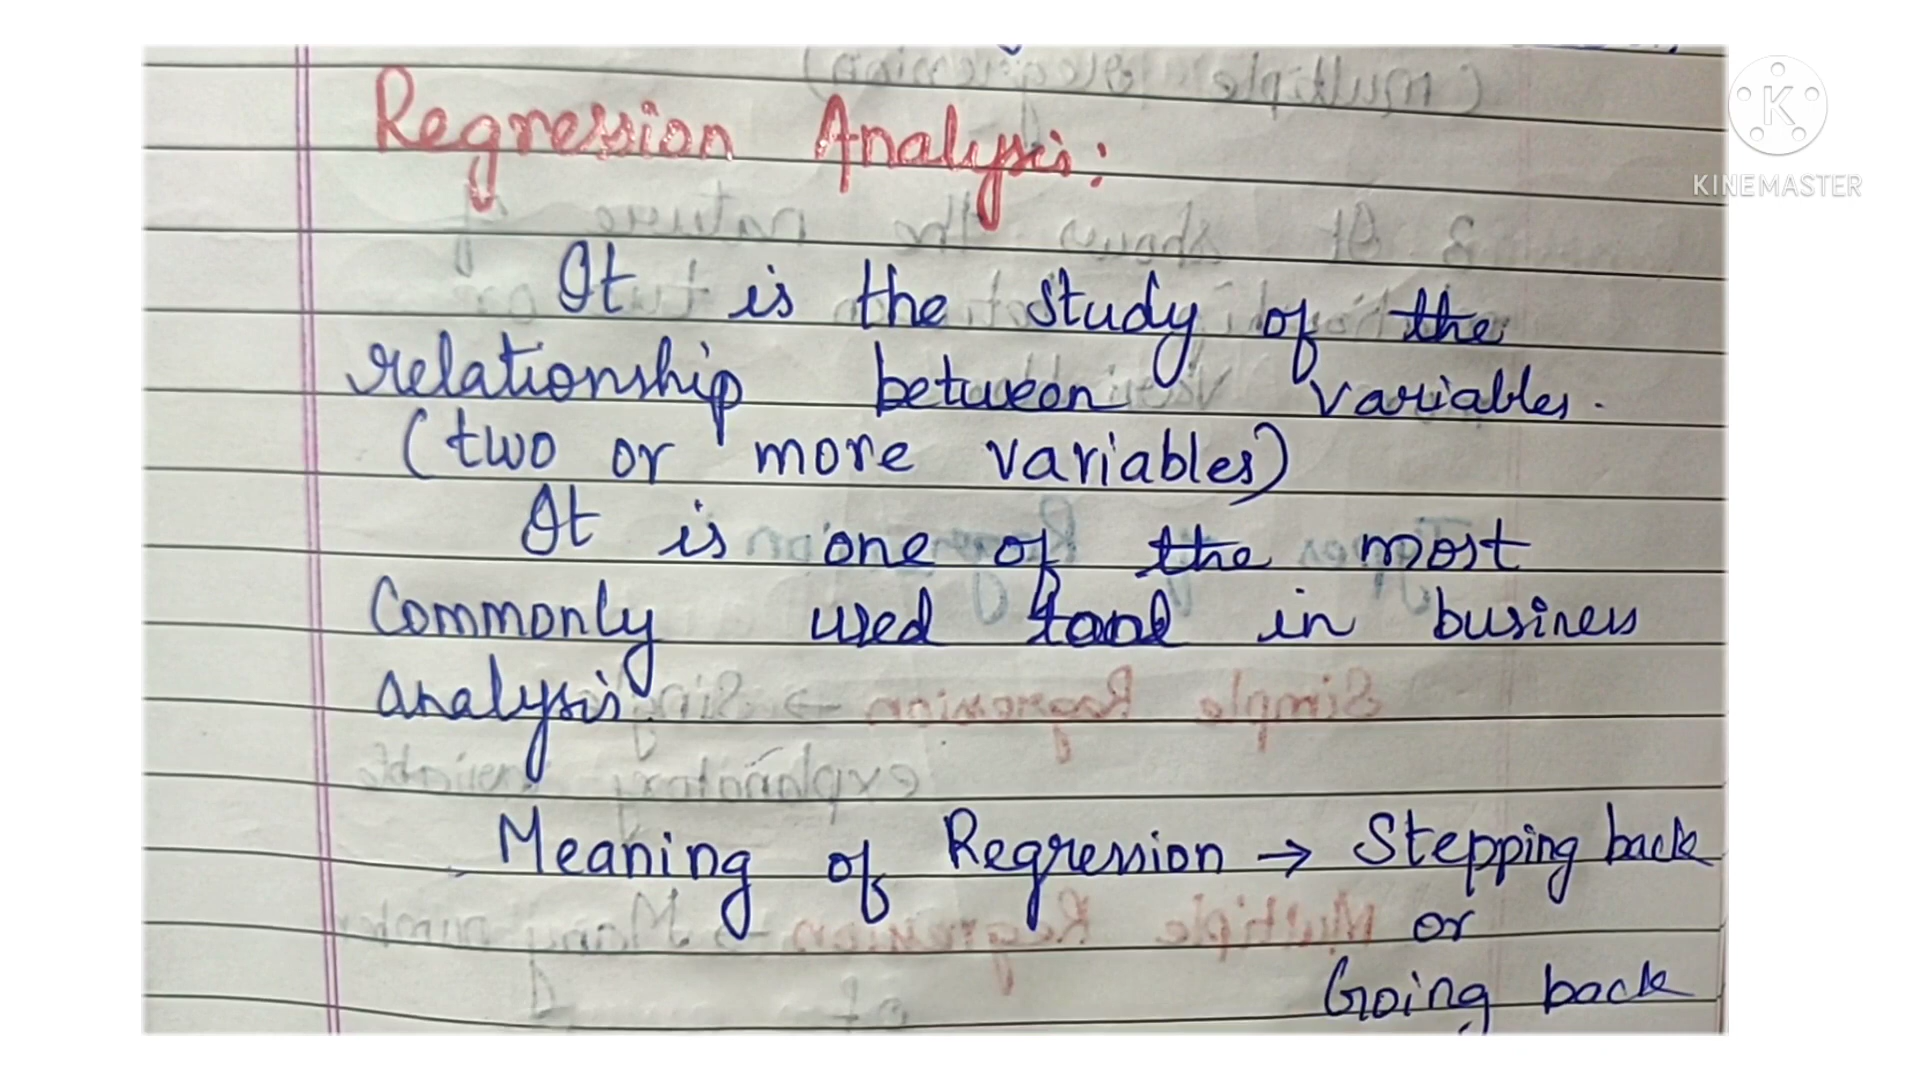 Regression Analysis:
It is the study of the
relationship between variables.
(two or more variables)
It is one of the most
Commonly used tool in business
analysis
Meaning of Regression → Stepping back
or
Going back
K
KINEMASTER